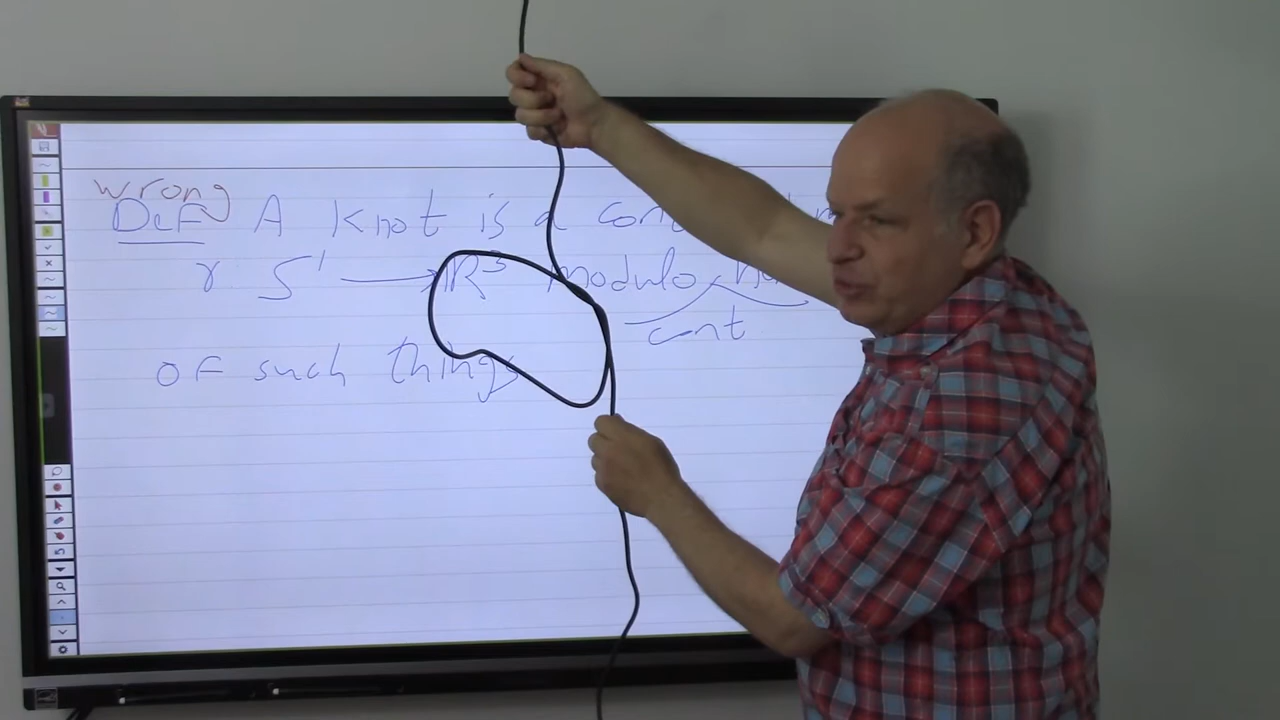 wrong
Def A knot is a cont
γ: S¹ → ℝ³ modulo
cont
of such things